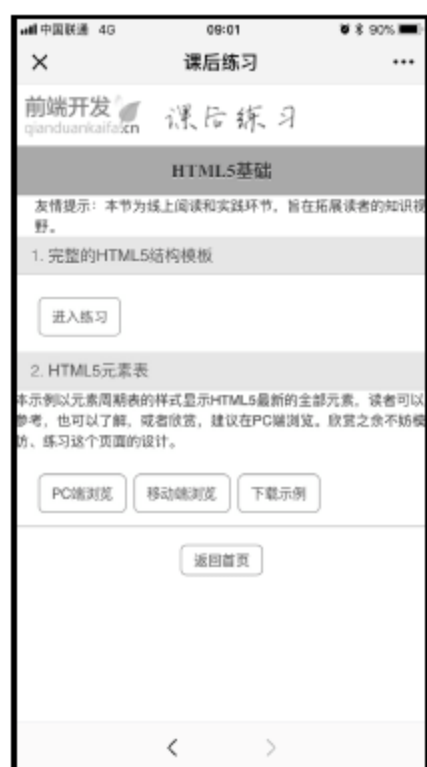 中国联通 4G 09:01 90%
课后练习
前端开发
qianduankaifa.cn
课后练习
HTML5基础
友情提示：本节为线上阅读和实践环节，旨在拓展读者的知识视
野。
1. 完整的HTML5结构模板
进入练习
2. HTML5元素表
本示例以元素周期表的样式显示HTML5最新的全部元素，读者可以
参考，也可以了解，或者欣赏，建议在PC端浏览。欣赏之余不妨模
仿、练习这个页面的设计。
PC端浏览 移动端浏览 下载示例
返回首页